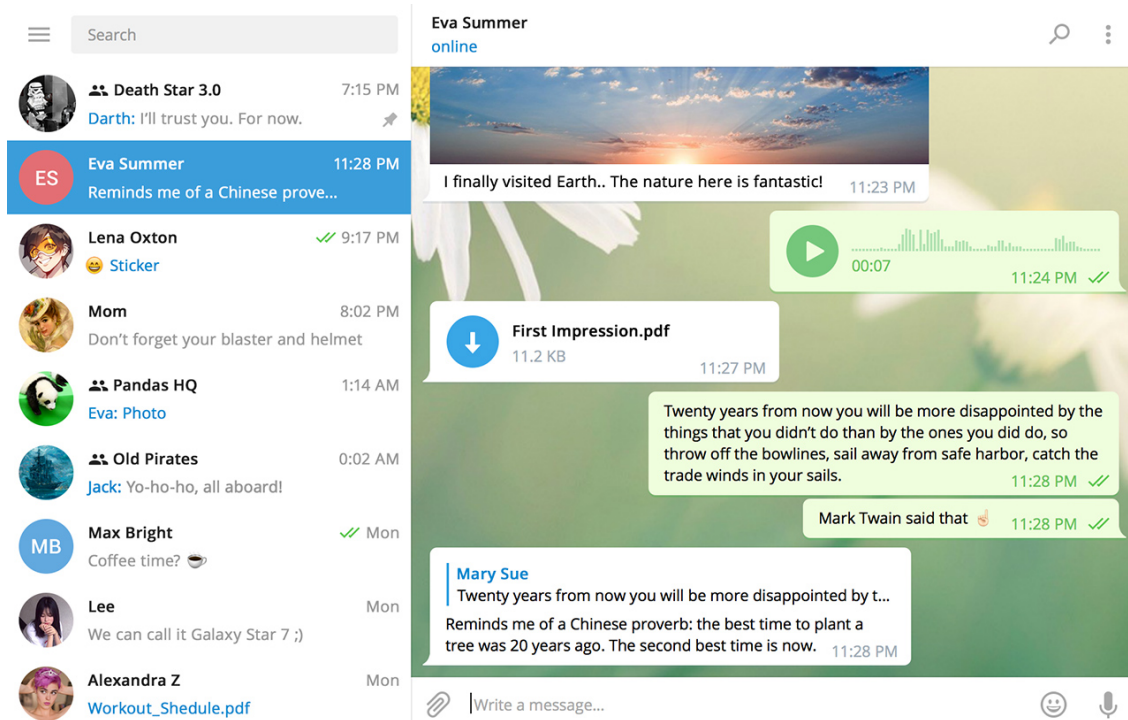 Search
Death Star 3.0 7:15 PM
Darth: I'll trust you. For now.
ES
Eva Summer 11:28 PM
Reminds me of a Chinese prove...
Lena Oxton 9:17 PM
😄 Sticker
Mom 8:02 PM
Don't forget your blaster and helmet
Pandas HQ 1:14 AM
Eva: Photo
Old Pirates 0:02 AM
Jack: Yo-ho-ho, all aboard!
MB
Max Bright Mon
Coffee time? ☕
Lee Mon
We can call it Galaxy Star 7 ;)
Alexandra Z Mon
Workout_Shedule.pdf
Eva Summer
online
I finally visited Earth.. The nature here is fantastic! 11:23 PM
00:07 11:24 PM
First Impression.pdf
11.2 KB
11:27 PM
Twenty years from now you will be more disappointed by the
things that you didn't do than by the ones you did do, so
throw off the bowlines, sail away from safe harbor, catch the
trade winds in your sails. 11:28 PM
Mark Twain said that ☝🏻 11:28 PM
Mary Sue
Twenty years from now you will be more disappointed by t...
Reminds me of a Chinese proverb: the best time to plant a
tree was 20 years ago. The second best time is now. 11:28 PM
Write a message...